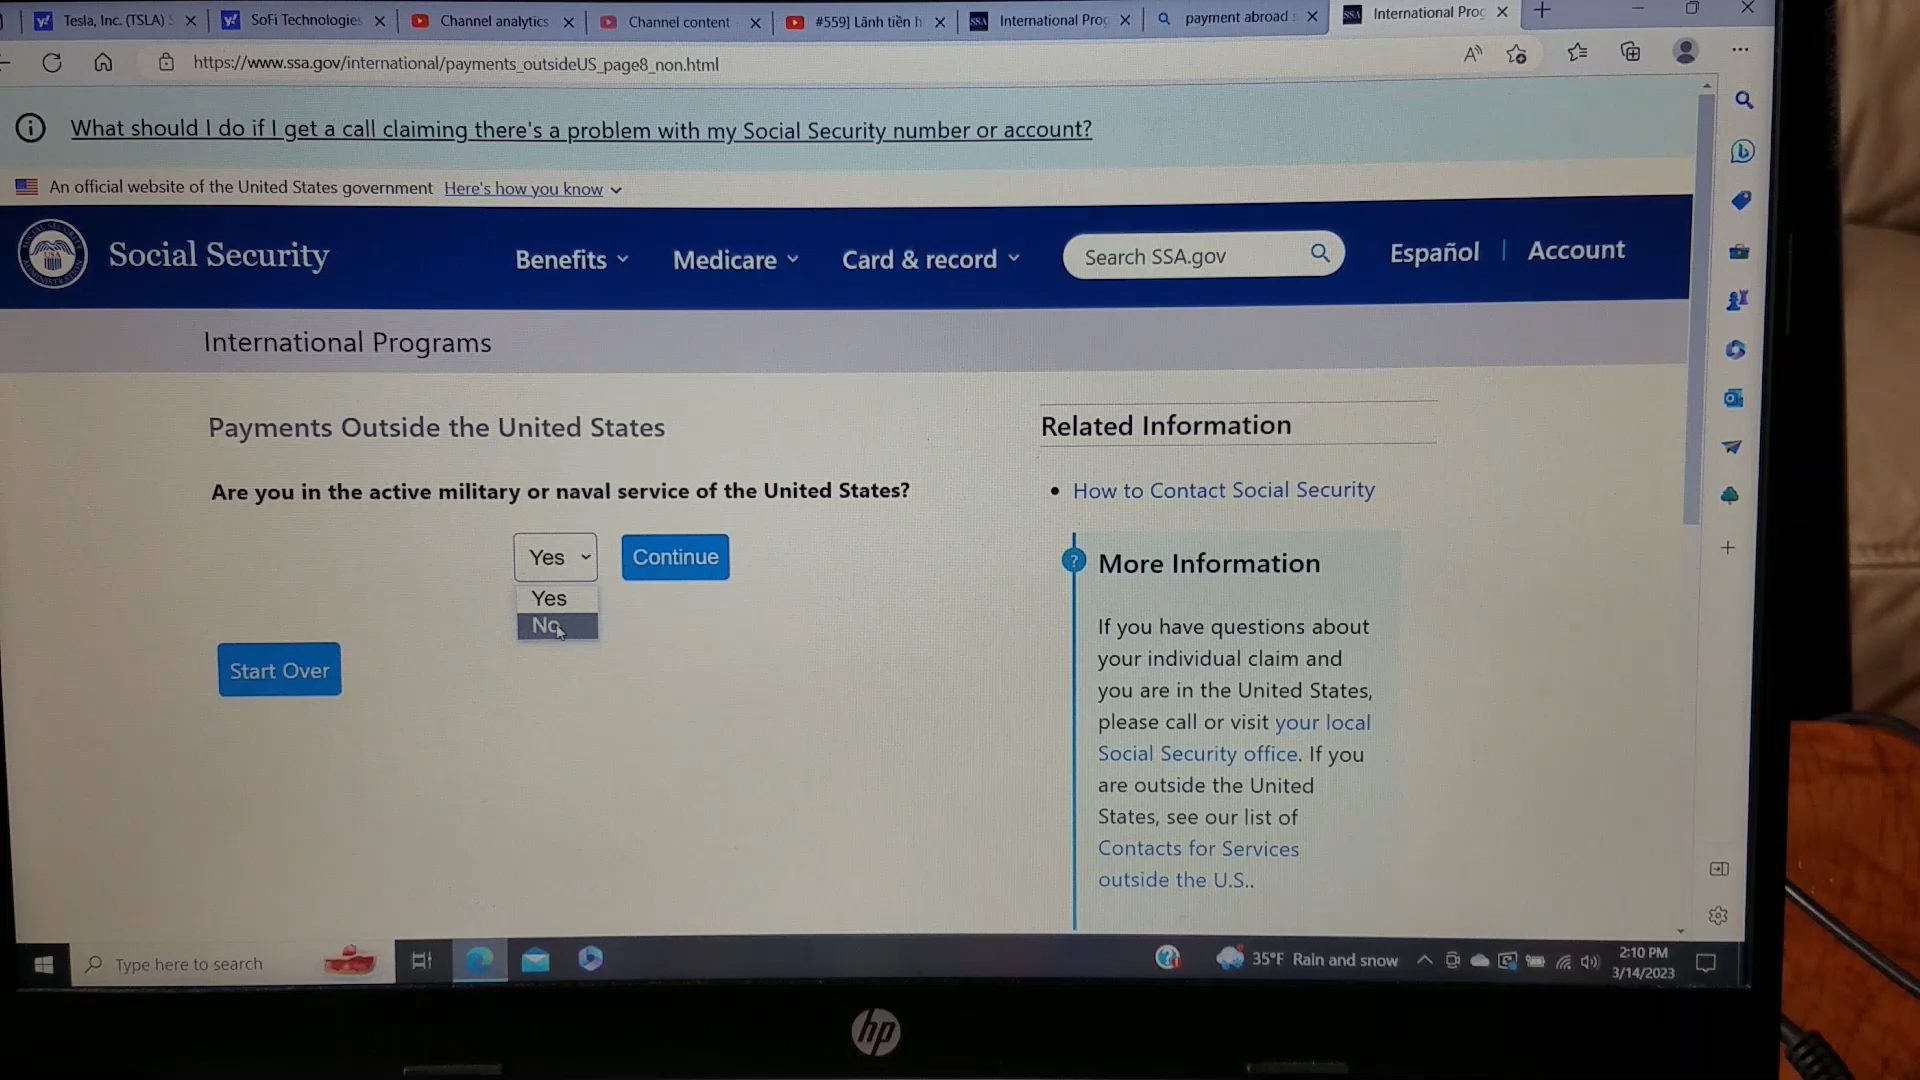 Tesla, Inc. (TSLA) S
SoFi Technologies
Channel analytics
Channel content
#559] Lãnh tiền h
International Prog
payment abroad
International Prog
https://www.ssa.gov/international/payments_outsideUS_page8_non.html
What should I do if I get a call claiming there's a problem with my Social Security number or account?
An official website of the United States government Here's how you know
Social Security
Benefits
Medicare
Card & record
Search SSA.gov
Español | Account
International Programs
Payments Outside the United States
Are you in the active military or naval service of the United States?
Yes
Continue
Yes
No
Start Over
Related Information
• How to Contact Social Security
? More Information
If you have questions about
your individual claim and
you are in the United States,
please call or visit your local
Social Security office. If you
are outside the United
States, see our list of
Contacts for Services
outside the U.S..
Type here to search
35°F Rain and snow
2:10 PM
3/14/2023
hp